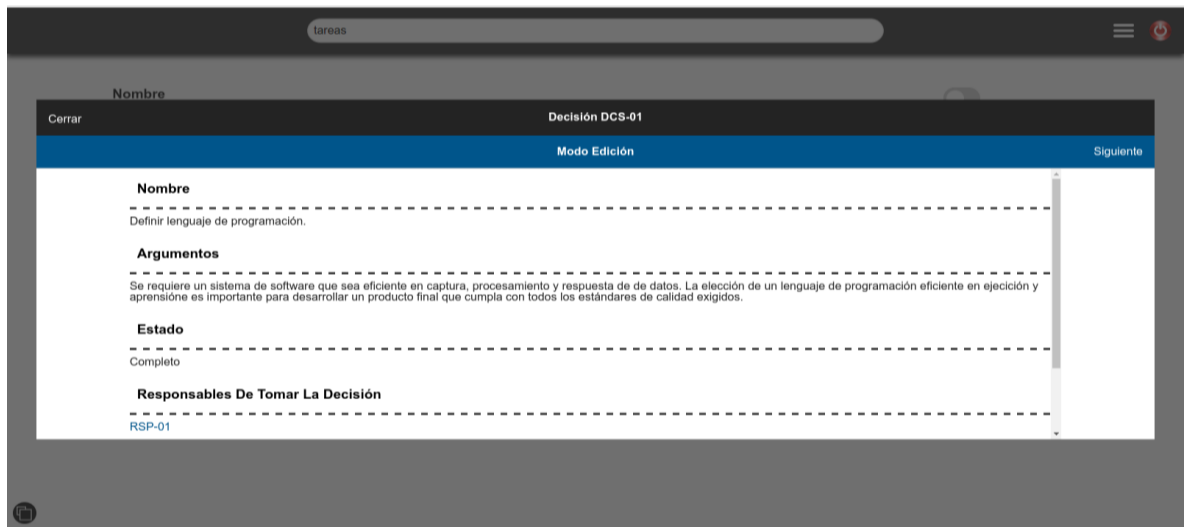 tareas
Nombre
Cerrar
Decisión DCS-01
Modo Edición
Siguiente
Nombre
Definir lenguaje de programación.
Argumentos
Se requiere un sistema de software que sea eficiente en captura, procesamiento y respuesta de de datos. La elección de un lenguaje de programación eficiente en ejecición y
aprensióne es importante para desarrollar un producto final que cumpla con todos los estándares de calidad exigidos.
Estado
Completo
Responsables De Tomar La Decisión
RSP-01